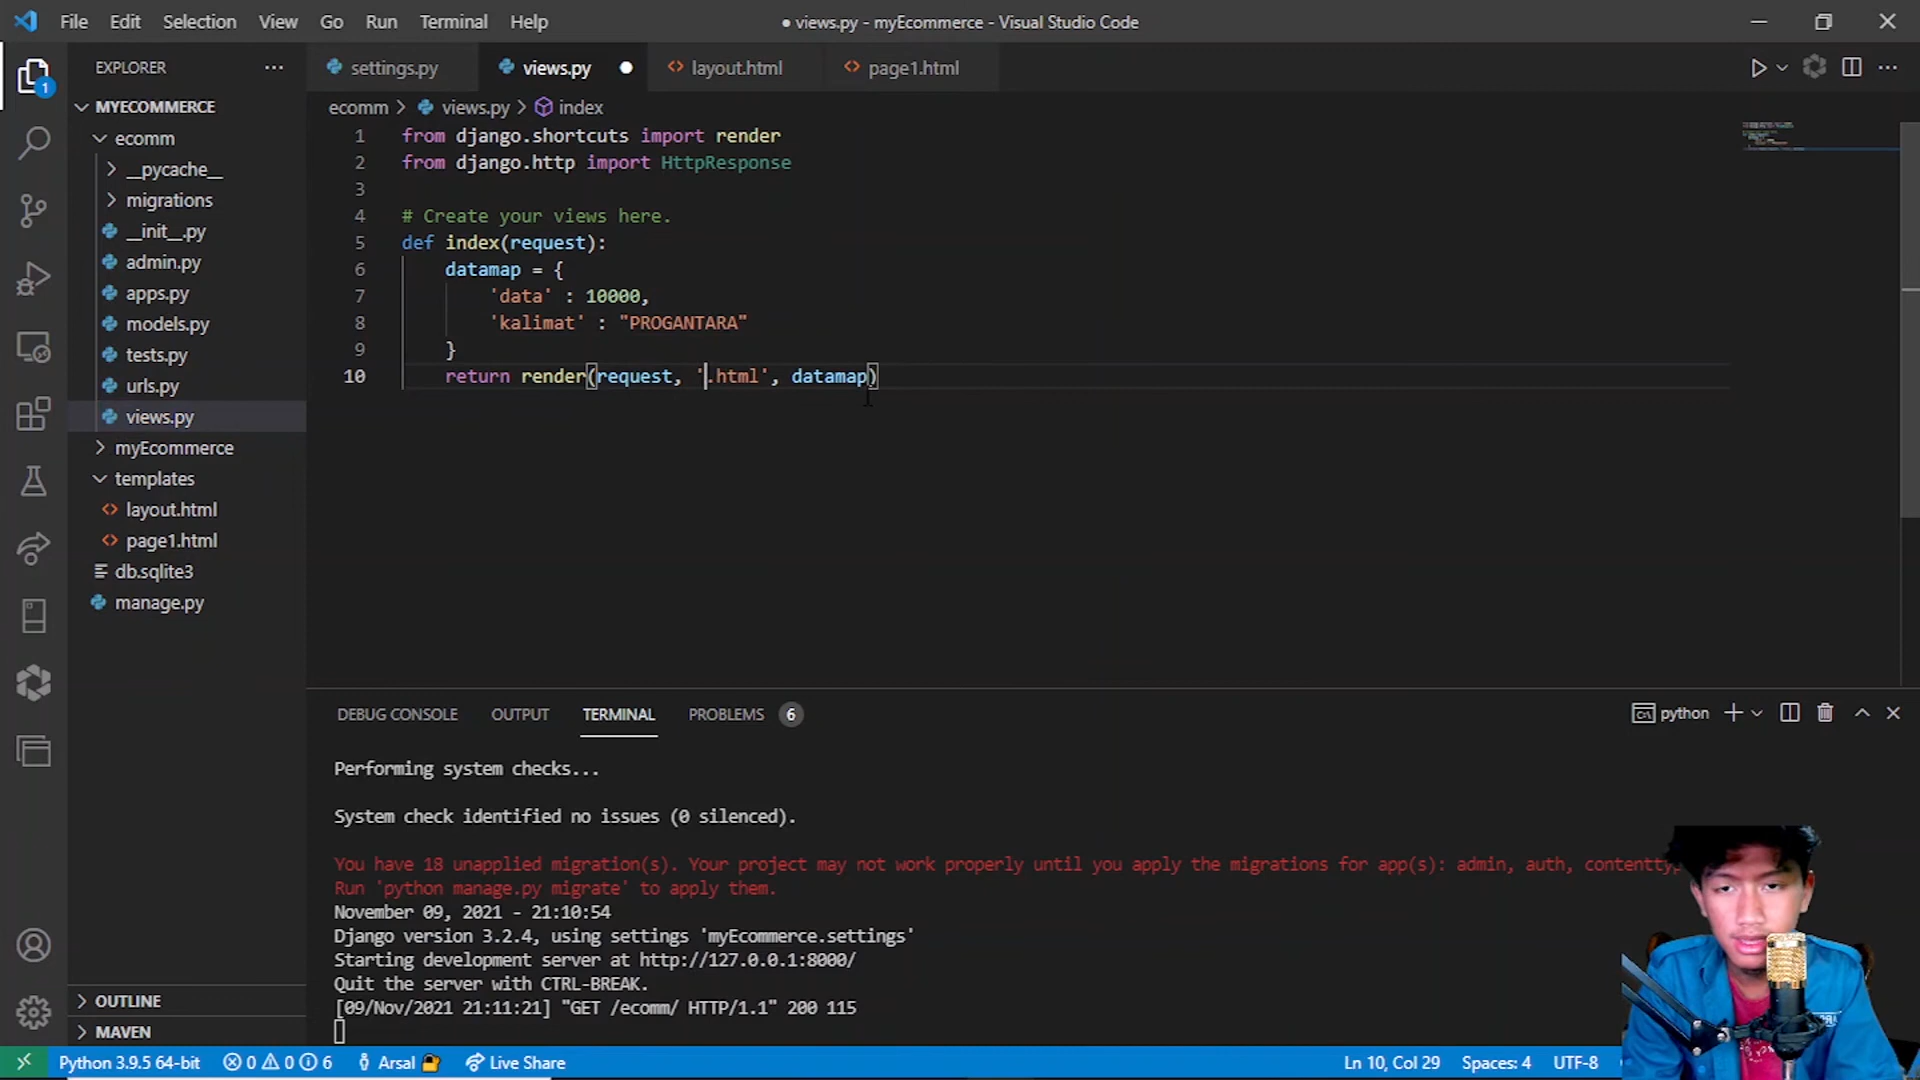 File Edit Selection View Go Run Terminal Help
● views.py - myEcommerce - Visual Studio Code
EXPLORER
settings.py
views.py
layout.html
page1.html
1
MYECOMMERCE
ecomm > views.py > index
ecomm
__pycache__
migrations
__init__.py
admin.py
apps.py
models.py
tests.py
urls.py
views.py
myEcommerce
templates
layout.html
page1.html
db.sqlite3
manage.py
OUTLINE
MAVEN
1 from django.shortcuts import render
2 from django.http import HttpResponse
3
4 # Create your views here.
5 def index(request):
6 datamap = {
7 'data' : 10000,
8 'kalimat' : "PROGANTARA"
9 }
10 return render(request, '.html', datamap)
DEBUG CONSOLE OUTPUT TERMINAL PROBLEMS 6
python
Performing system checks...
System check identified no issues (0 silenced).
You have 18 unapplied migration(s). Your project may not work properly until you apply the migrations for app(s): admin, auth,
Run 'python manage.py migrate' to apply them.
November 09, 2021 - 21:10:54
Django version 3.2.4, using settings 'myEcommerce.settings'
Starting development server at http://127.0.0.1:8000/
Quit the server with CTRL-BREAK.
[09/Nov/2021 21:11:21] "GET /ecomm/ HTTP/1.1" 200 115
Python 3.9.5 64-bit 0 0 6 Arsal Live Share
Ln 10, Col 29 Spaces: 4 UTF-8